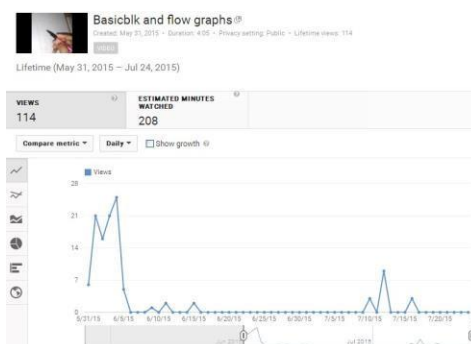 Basicblk and flow graphs
Created: May 31, 2015 • Duration: 4:05 • Privacy setting: Public • Lifetime views: 114
VIDEO
Lifetime (May 31, 2015 – Jul 24, 2015)
VIEWS
114
ESTIMATED MINUTES WATCHED
208
Compare metric Daily Show growth
Views
28
21
14
7
0
5/31/15 6/5/15 6/10/15 6/15/15 6/20/15 6/25/15 6/30/15 7/5/15 7/10/15 7/15/15 7/20/15
Jul 2015